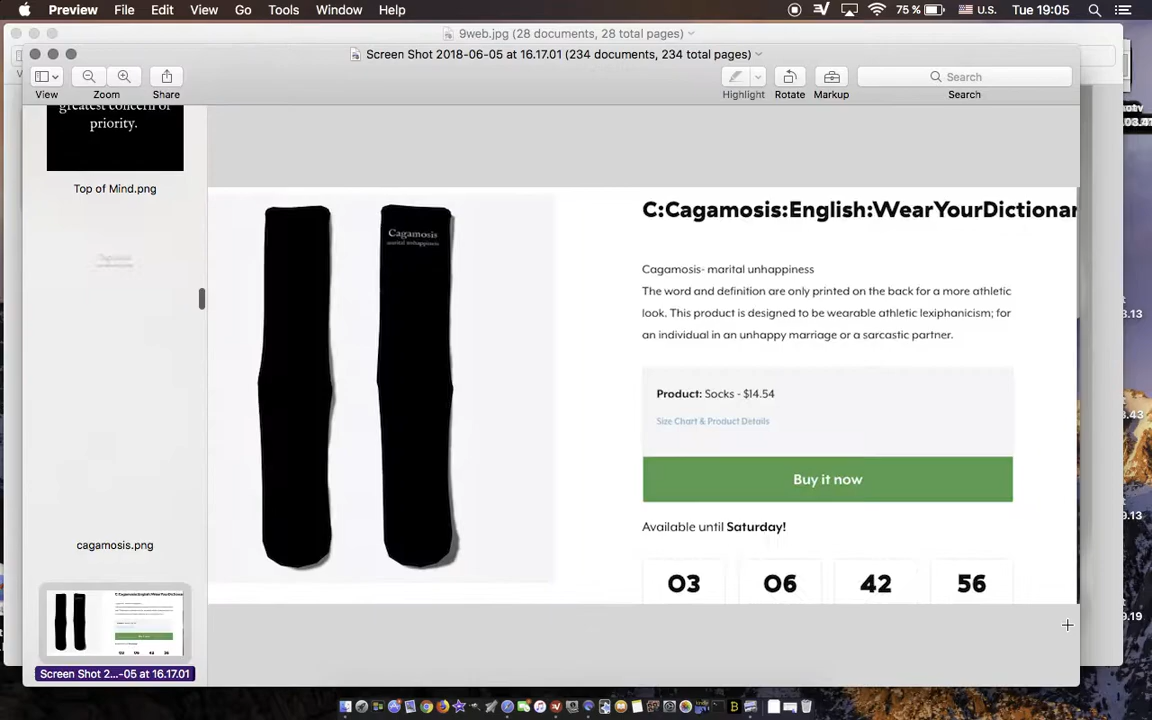 Preview File Edit View Go Tools Window Help 75 % U.S. Tue 19:05
9web.jpg (28 documents, 28 total pages)
Screen Shot 2018-06-05 at 16.17.01 (234 documents, 234 total pages)
Search
View Zoom Share Highlight Rotate Markup Search
greatest concern or
priority.
Top of Mind.png
cagamosis.png
Screen Shot 2...-05 at 16.17.01
Cagamosis
marital unhappiness
C:Cagamosis:English:WearYourDictionar
Cagamosis- marital unhappiness
The word and definition are only printed on the back for a more athletic
look. This product is designed to be wearable athletic lexiphanicism; for
an individual in an unhappy marriage or a sarcastic partner.
Product: Socks - $14.54
Size Chart & Product Details
Buy it now
Available until Saturday!
03 06 42 56